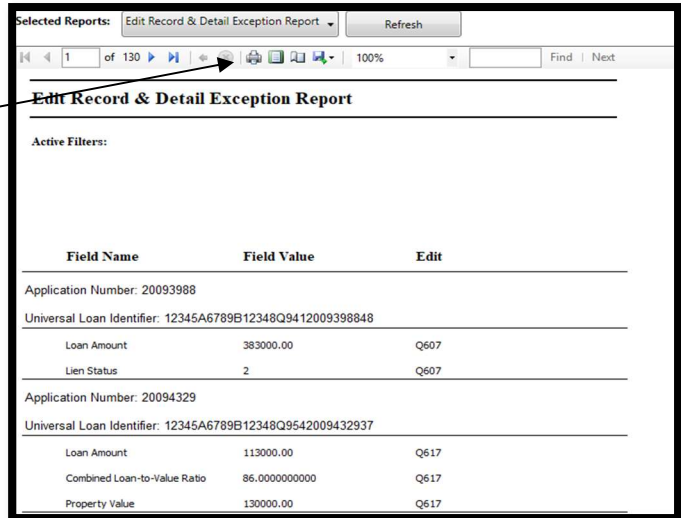 Selected Reports: Edit Record & Detail Exception Report Refresh
1 of 130 100% Find | Next
Edit Record & Detail Exception Report
Active Filters:
Field Name Field Value Edit
Application Number: 20093988
Universal Loan Identifier: 12345A6789B12348Q9412009398848
Loan Amount 383000.00 Q607
Lien Status 2 Q607
Application Number: 20094329
Universal Loan Identifier: 12345A6789B12348Q9542009432937
Loan Amount 113000.00 Q617
Combined Loan-to-Value Ratio 86.0000000000 Q617
Property Value 130000.00 Q617